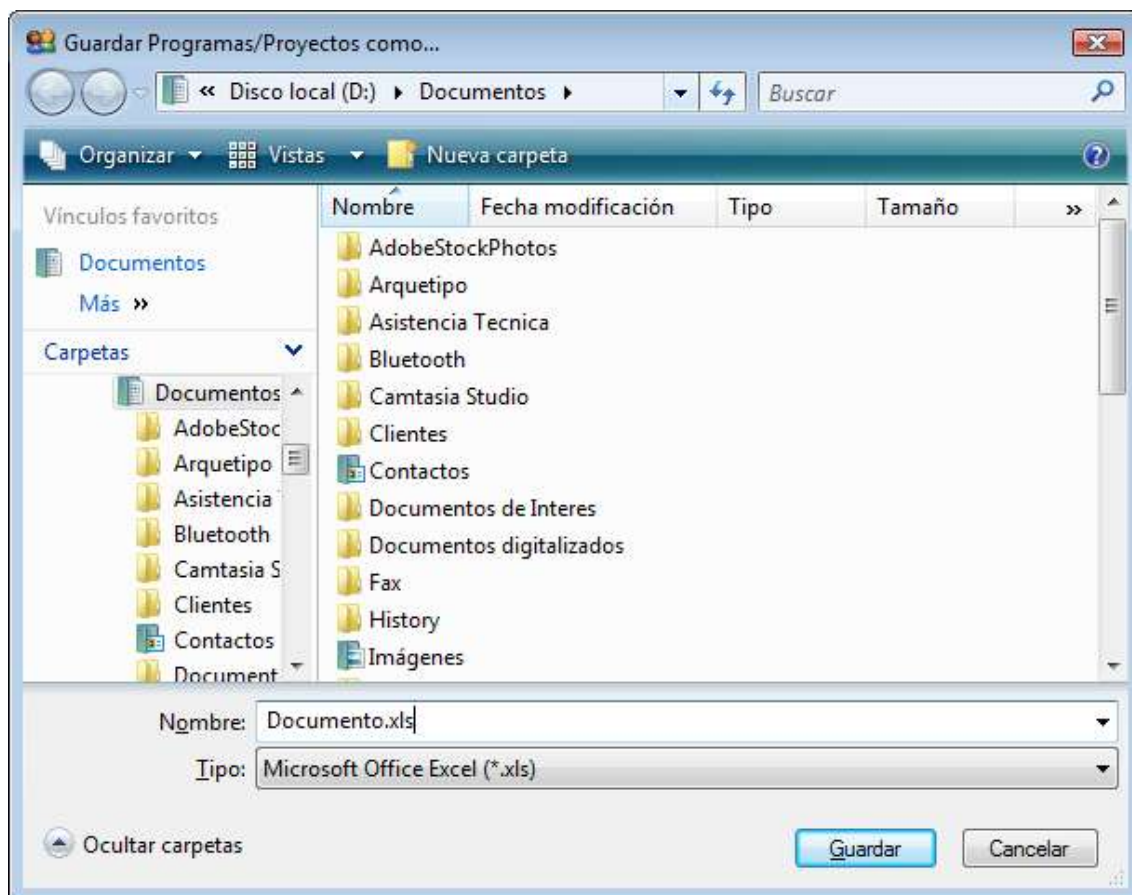 Guardar Programas/Proyectos como...
« Disco local (D:) Documentos
Buscar
Organizar Vistas Nueva carpeta
Vínculos favoritos
Documentos
Más »
Carpetas
Documentos
AdobeStoc
Arquetipo
Asistencia
Bluetooth
Camtasia S
Clientes
Contactos
Document
Nombre Fecha modificación Tipo Tamaño »
AdobeStockPhotos
Arquetipo
Asistencia Tecnica
Bluetooth
Camtasia Studio
Clientes
Contactos
Documentos de Interes
Documentos digitalizados
Fax
History
Imágenes
Nombre: Documento.xls
Tipo: Microsoft Office Excel (*.xls)
Ocultar carpetas
Guardar Cancelar